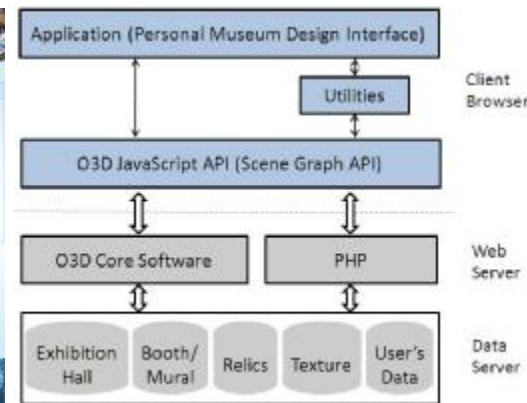 Application (Personal Museum Design Interface)
Utilities
Client
Browser
O3D JavaScript API (Scene Graph API)
O3D Core Software
PHP
Web
Server
Exhibition
Hall
Booth/
Mural
Relics
Texture
User's
Data
Data
Server